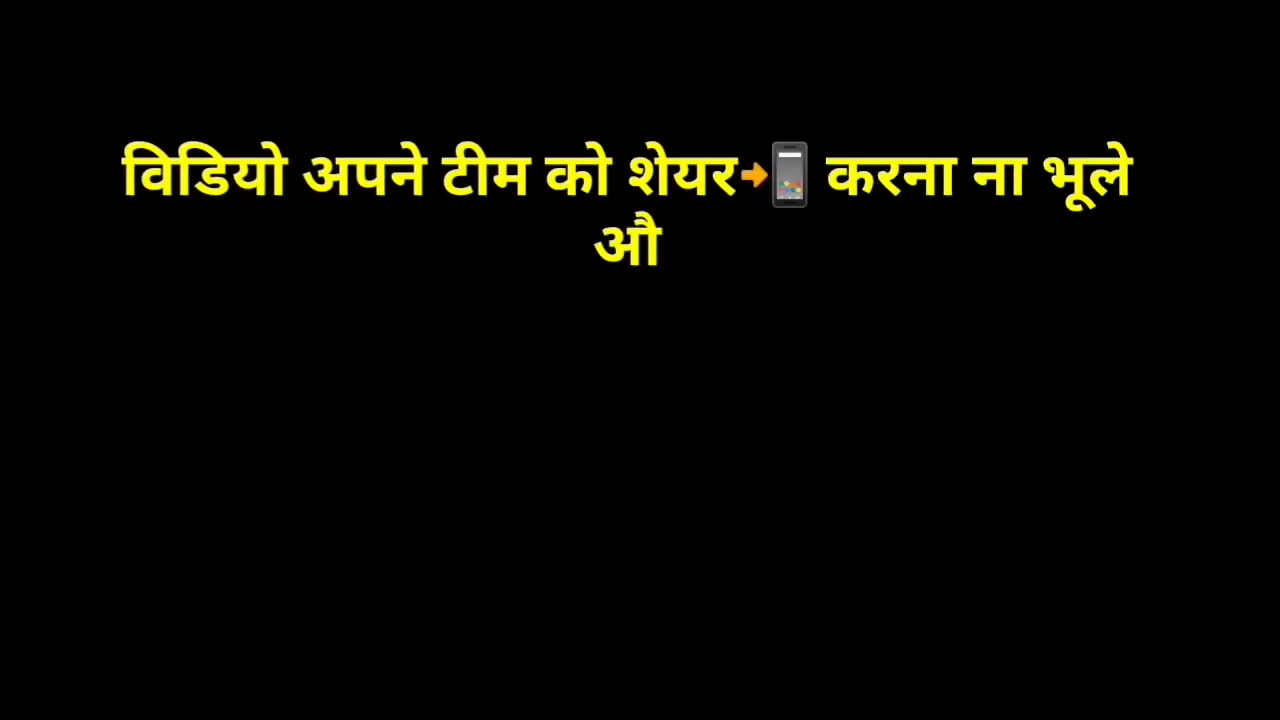 विडियो अपने टीम को शेयर📲 करना ना भूले
औ